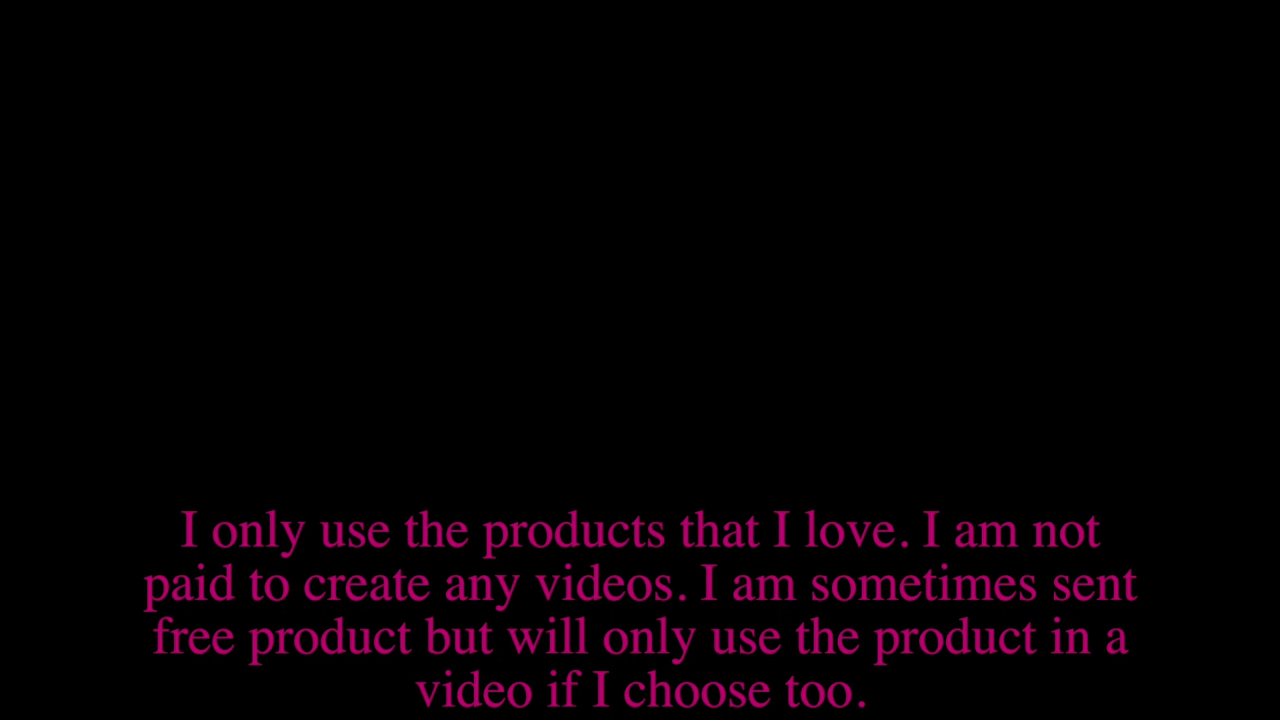 I only use the products that I love. I am not
paid to create any videos. I am sometimes sent
free product but will only use the product in a
video if I choose too.